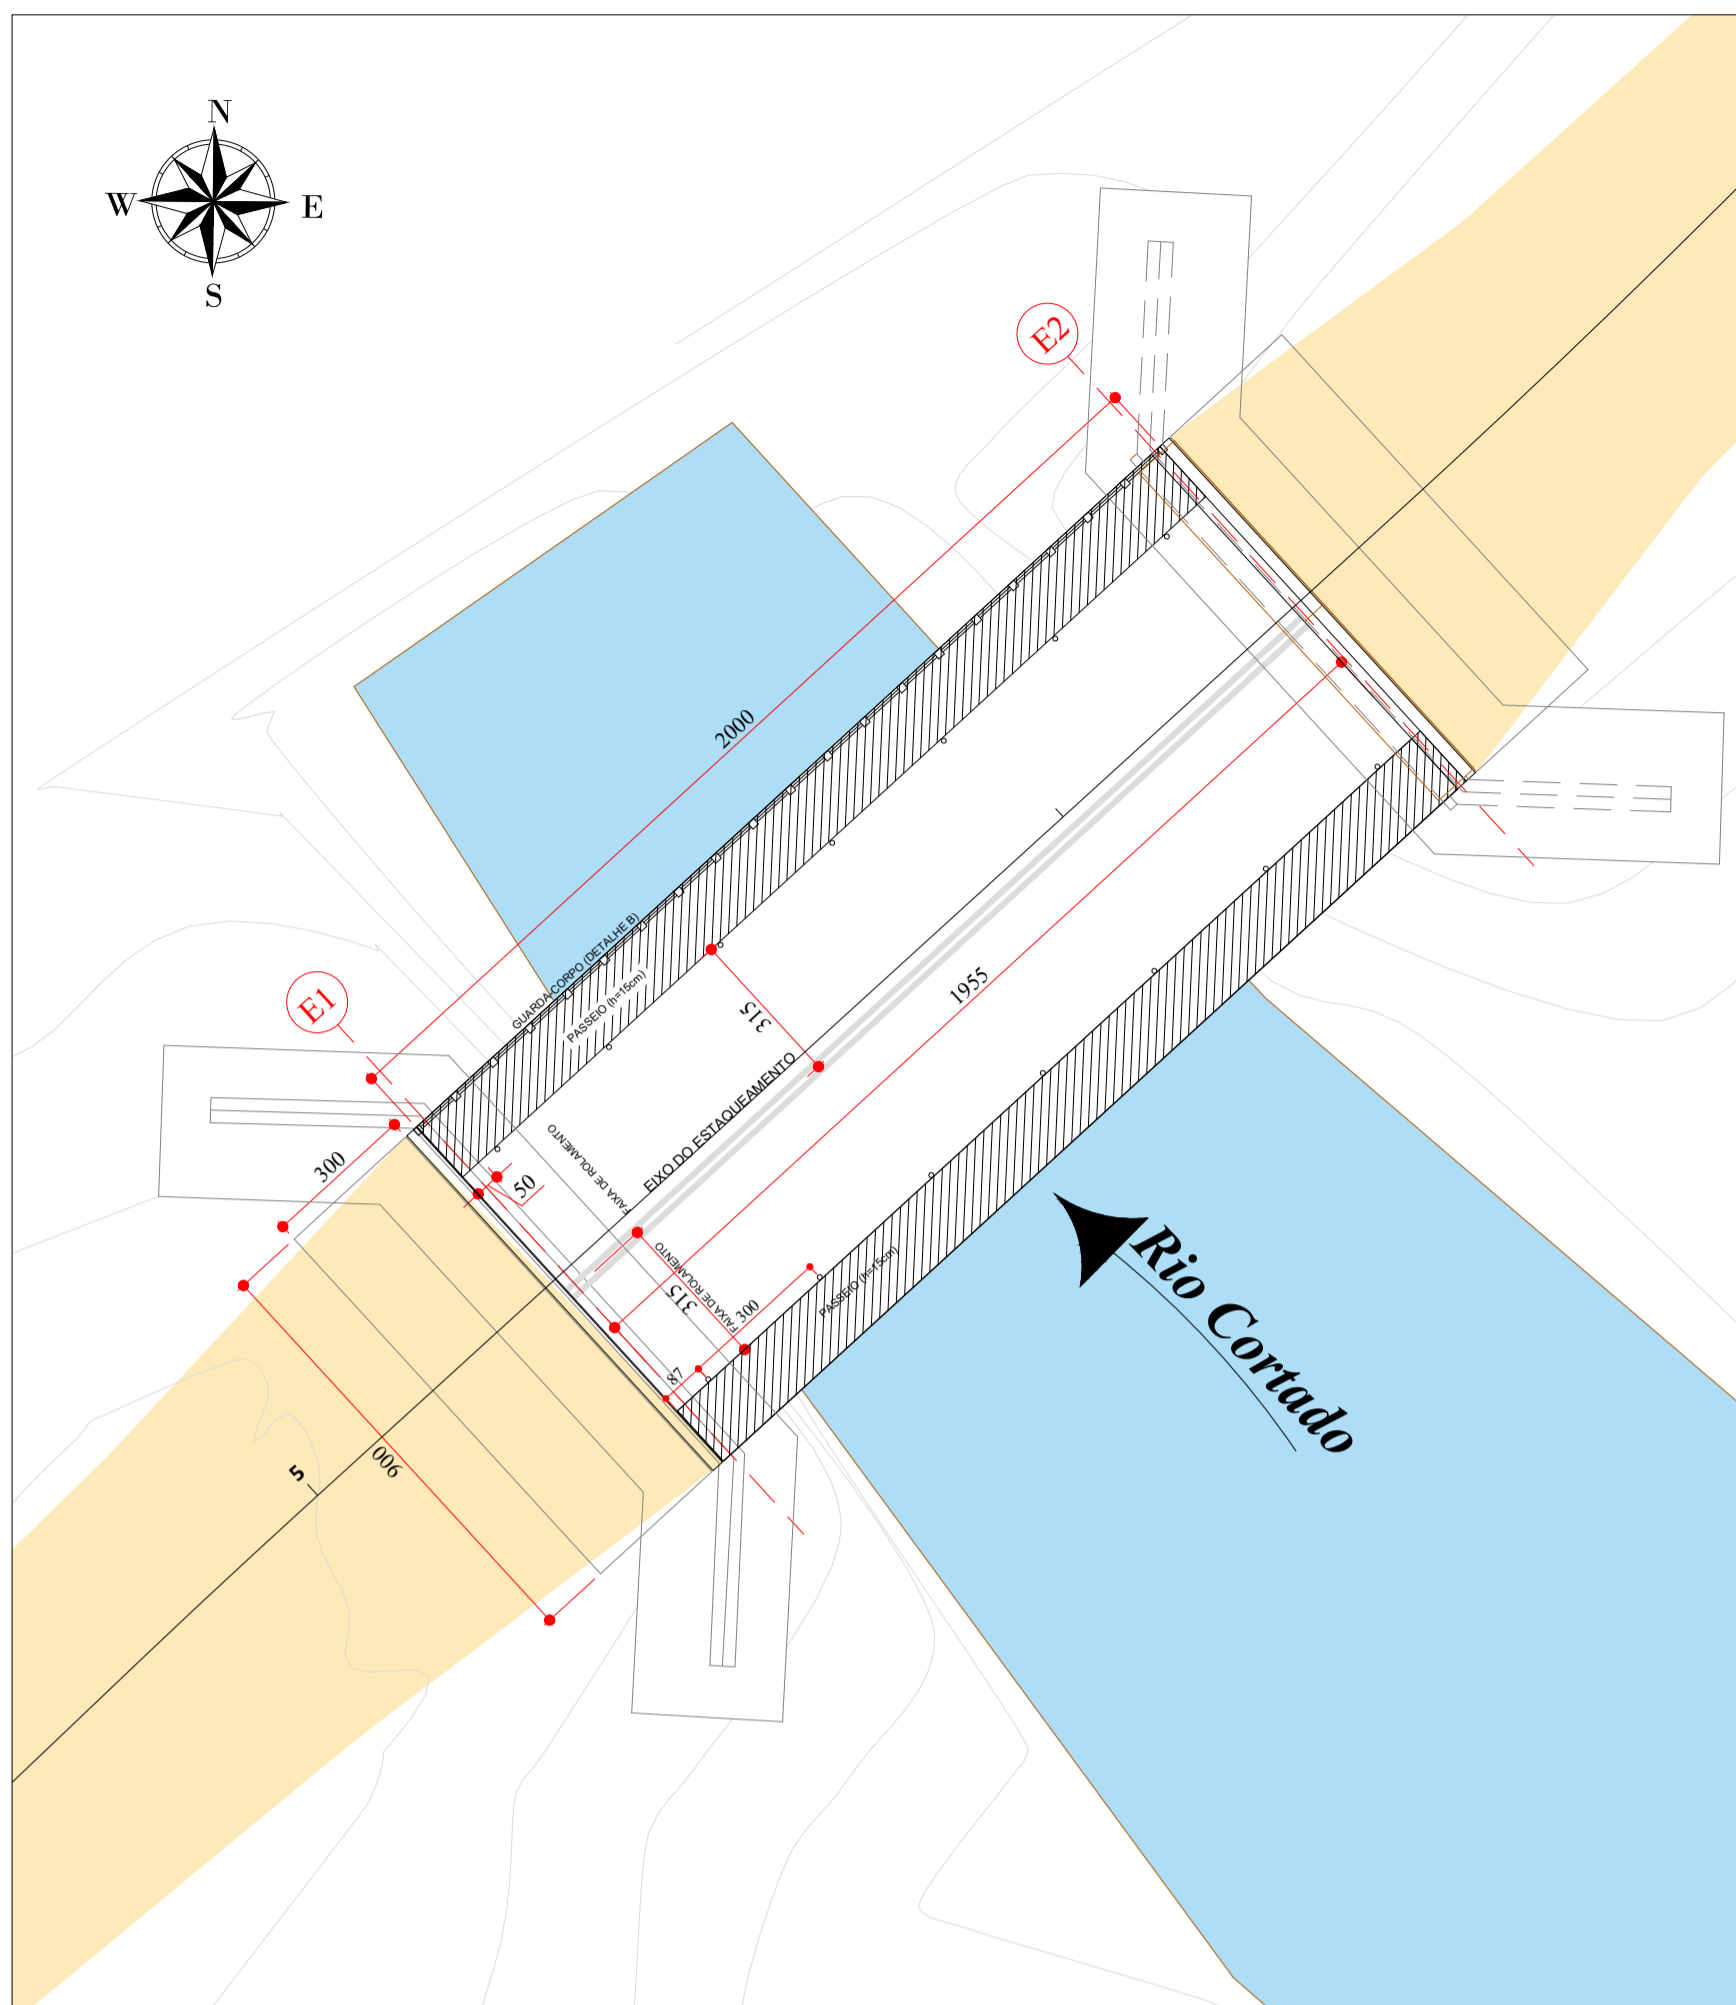 N
W
E
S
E2
2000
GUARDA-CORPO (DETALHE B)
PASSEIO (h=15cm)
1955
315
E1
EIXO DO ESTAQUEAMENTO
FAIXA DE ROLAMENTO
300
50
FAIXA DE ROLAMENTO
315
300
PASSEIO (h=15cm)
87
Rio Cortado
900
5